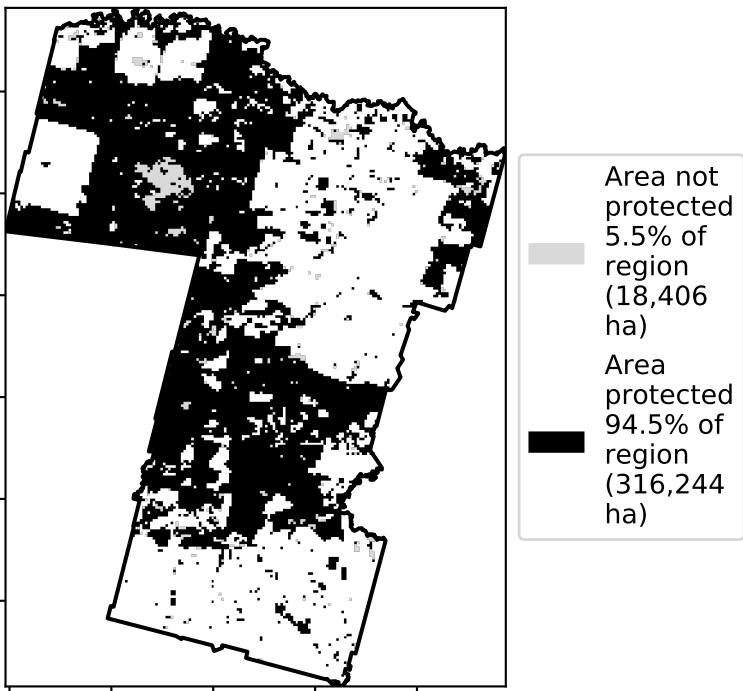 Area not
protected
5.5% of
region
(18,406
ha)
Area
protected
94.5% of
region
(316,244
ha)